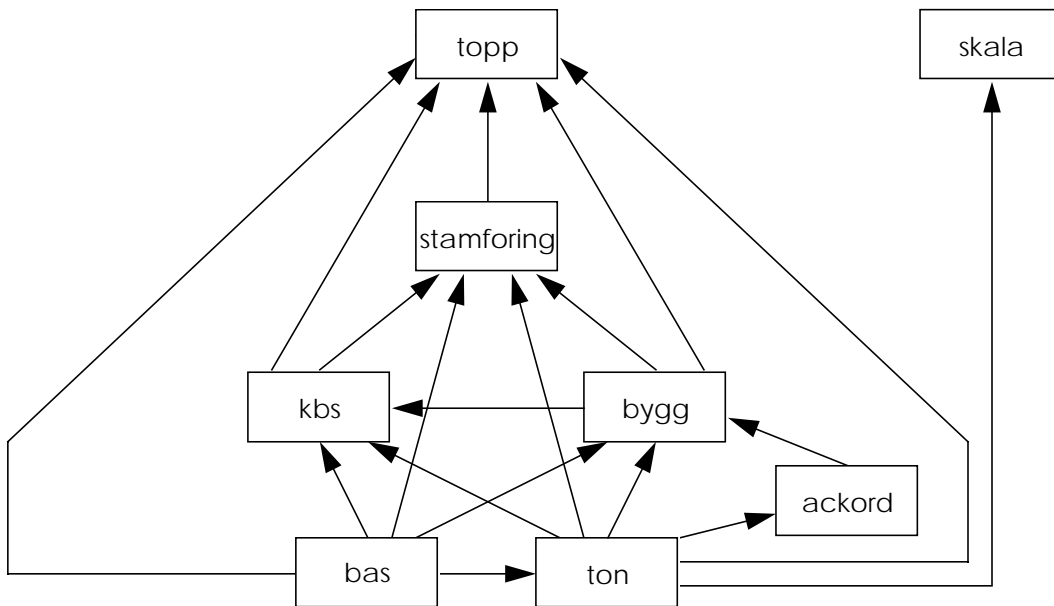 topp
skala
stamforing
kbs
bygg
ackord
bas
ton